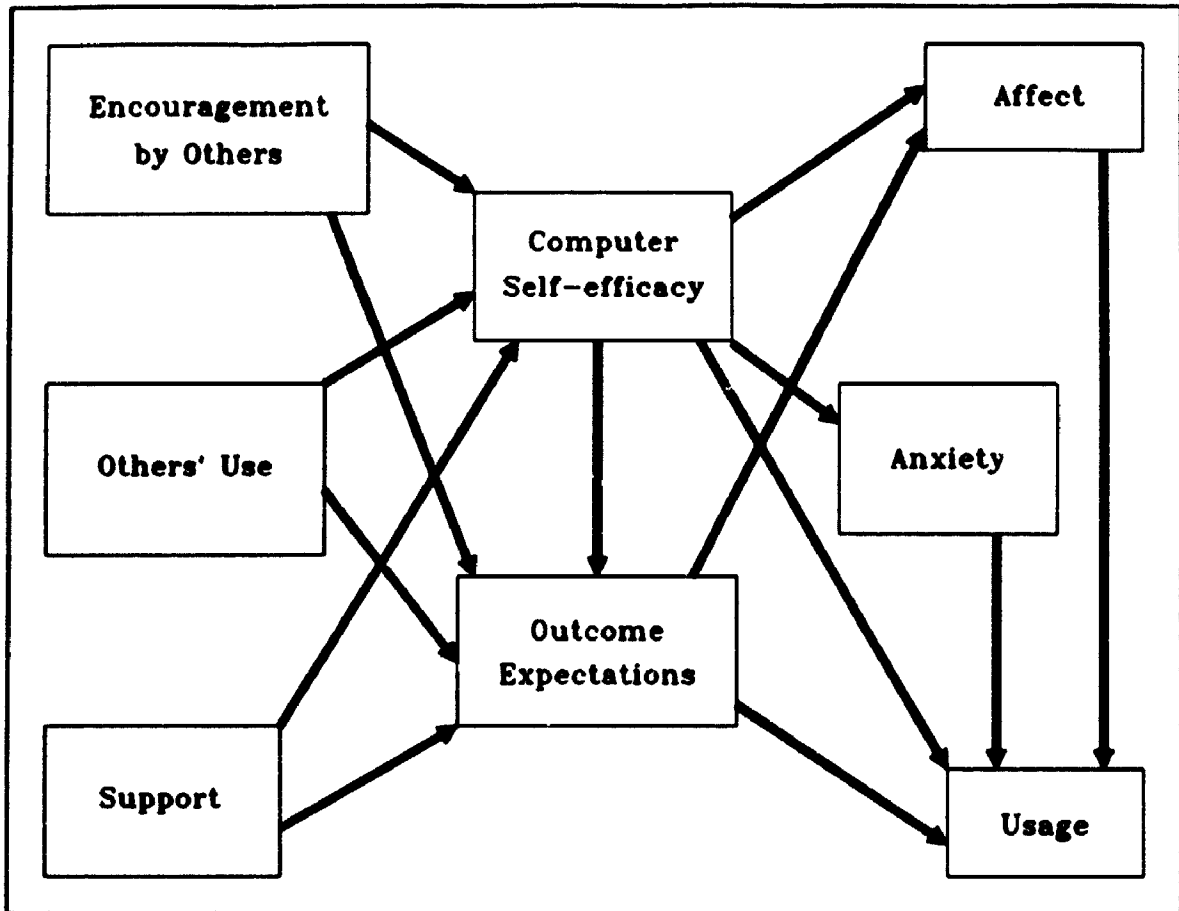 Encouragement
by Others
Affect
Computer
Self-efficacy
Others' Use
Anxiety
Outcome
Expectations
Support
Usage